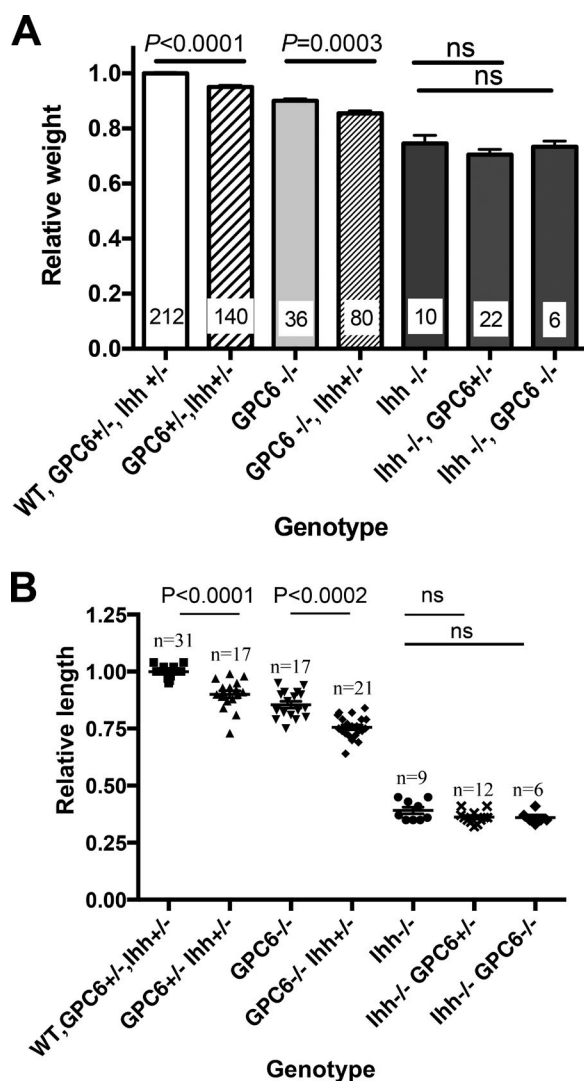 A
P<0.0001
P=0.0003
ns
ns
Relative weight
1.0
0.8
0.6
0.4
0.2
0.0
212
140
36
80
10
22
6
WT, GPC6+/-, Ihh +/-
GPC6+/-,Ihh+/-
GPC6 -/-
GPC6 -/-, Ihh+/-
Ihh -/-
Ihh -/-, GPC6+/-
Ihh -/-, GPC6 -/-
Genotype
B
P<0.0001
P<0.0002
ns
ns
Relative length
1.25
1.00
0.75
0.50
0.25
0.00
n=31
n=17
n=17
n=21
n=9
n=12
n=6
WT,GPC6+/-,Ihh+/-
GPC6+/- Ihh+/-
GPC6-/-
GPC6-/- Ihh+/-
Ihh-/-
Ihh-/- GPC6+/-
Ihh-/- GPC6-/-
Genotype